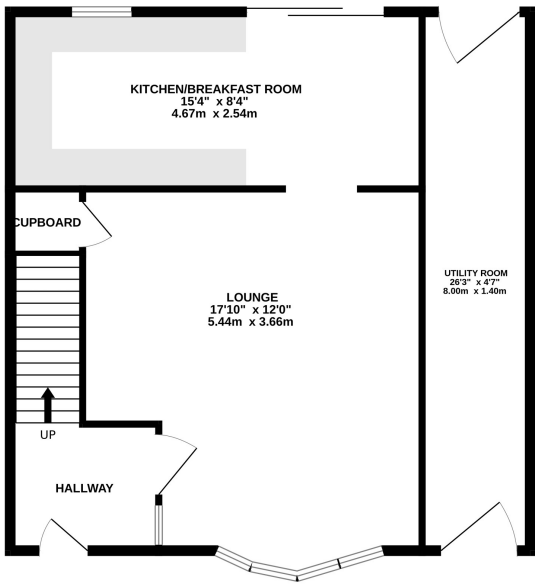 KITCHEN/BREAKFAST ROOM
15'4" x 8'4"
4.67m x 2.54m
CUPBOARD
LOUNGE
17'10" x 12'0"
5.44m x 3.66m
UTILITY ROOM
26'3" x 4'7"
8.00m x 1.40m
UP
HALLWAY